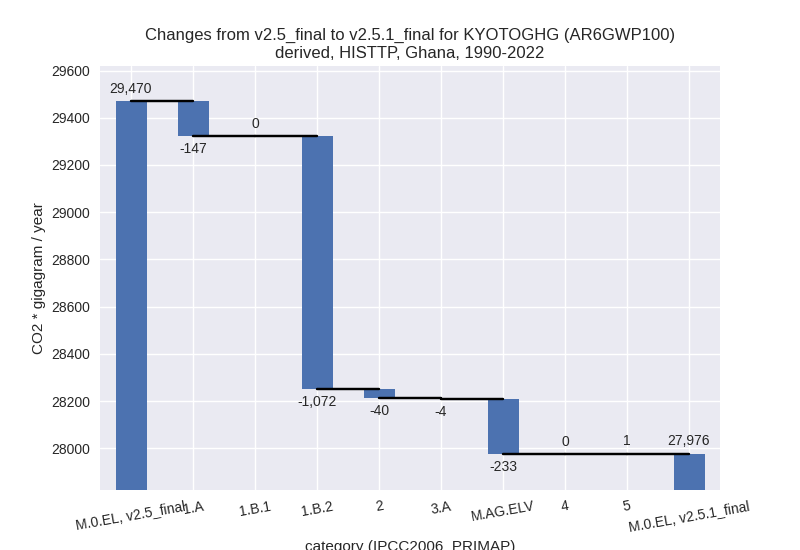 Changes from v2.5_final to v2.5.1_final for KYOTOGHG (AR6GWP100)
derived, HISTTP, Ghana, 1990-2022
CO2 * gigagram / year
29600
29400
29200
29000
28800
28600
28400
28200
28000
29,470
-147
0
-1,072
-40
-4
-233
0
1
27,976
M.0.EL, v2.5_final
1.A
1.B.1
1.B.2
2
3.A
M.AG.ELV
4
5
M.0.EL, v2.5.1_final
category (IPCC2006_PRIMAP)